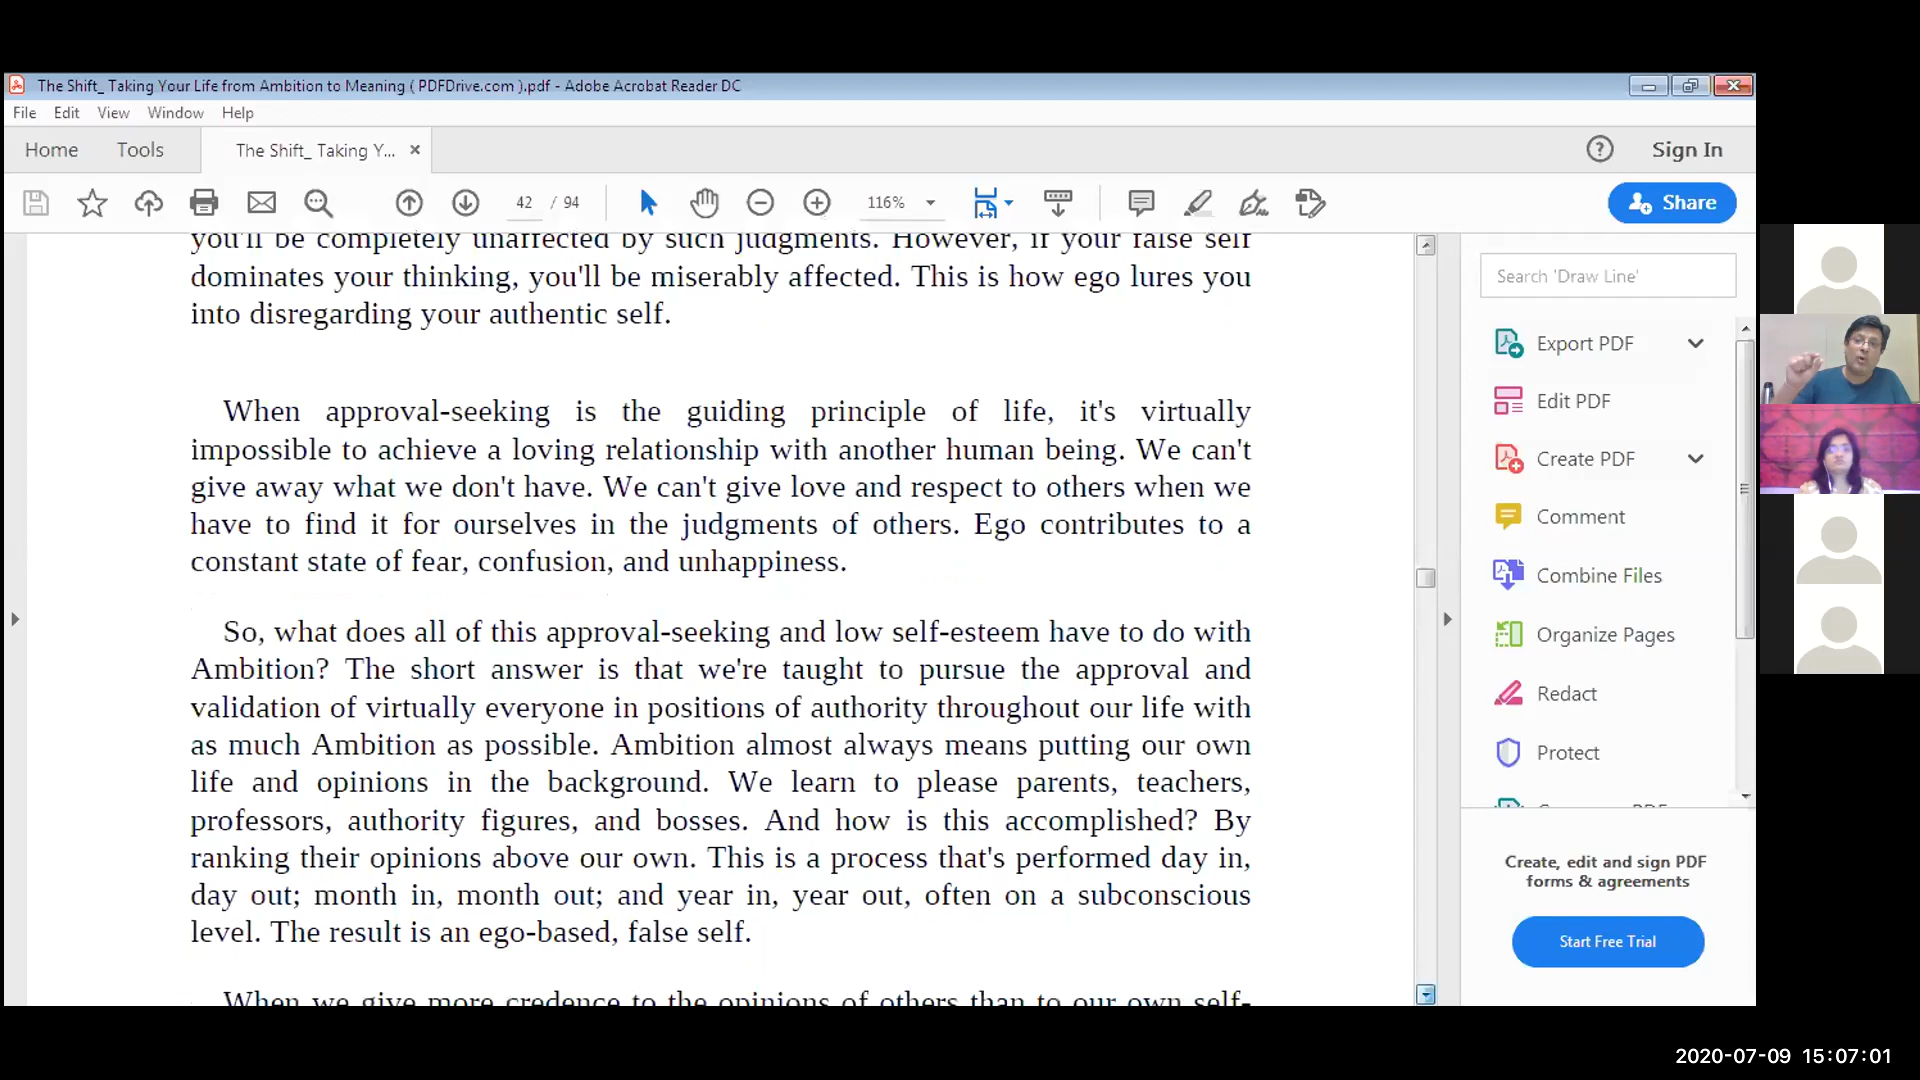 The Shift_ Taking Your Life from Ambition to Meaning ( PDFDrive.com ).pdf - Adobe Acrobat Reader DC
File Edit View Window Help
Home Tools The Shift_ Taking Y... Sign In
42 / 94 116% Share
you'll be completely unaffected by such judgments. However, if your false self
dominates your thinking, you'll be miserably affected. This is how ego lures you
into disregarding your authentic self.
When approval-seeking is the guiding principle of life, it's virtually
impossible to achieve a loving relationship with another human being. We can't
give away what we don't have. We can't give love and respect to others when we
have to find it for ourselves in the judgments of others. Ego contributes to a
constant state of fear, confusion, and unhappiness.
So, what does all of this approval-seeking and low self-esteem have to do with
Ambition? The short answer is that we're taught to pursue the approval and
validation of virtually everyone in positions of authority throughout our life with
as much Ambition as possible. Ambition almost always means putting our own
life and opinions in the background. We learn to please parents, teachers,
professors, authority figures, and bosses. And how is this accomplished? By
ranking their opinions above our own. This is a process that's performed day in,
day out; month in, month out; and year in, year out, often on a subconscious
level. The result is an ego-based, false self.
When we give more credence to the opinions of others than to our own self-
Search 'Draw Line'
Export PDF
Edit PDF
Create PDF
Comment
Combine Files
Organize Pages
Redact
Protect
Create, edit and sign PDF
forms & agreements
Start Free Trial
2020-07-09 15:07:01